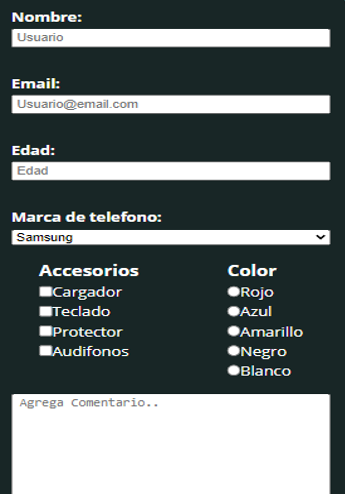 Nombre:
Usuario
Email:
Usuario@email.com
Edad:
Edad
Marca de telefono:
Samsung
Accesorios
Cargador
Teclado
Protector
Audifonos
Color
Rojo
Azul
Amarillo
Negro
Blanco
Agrega Comentario..